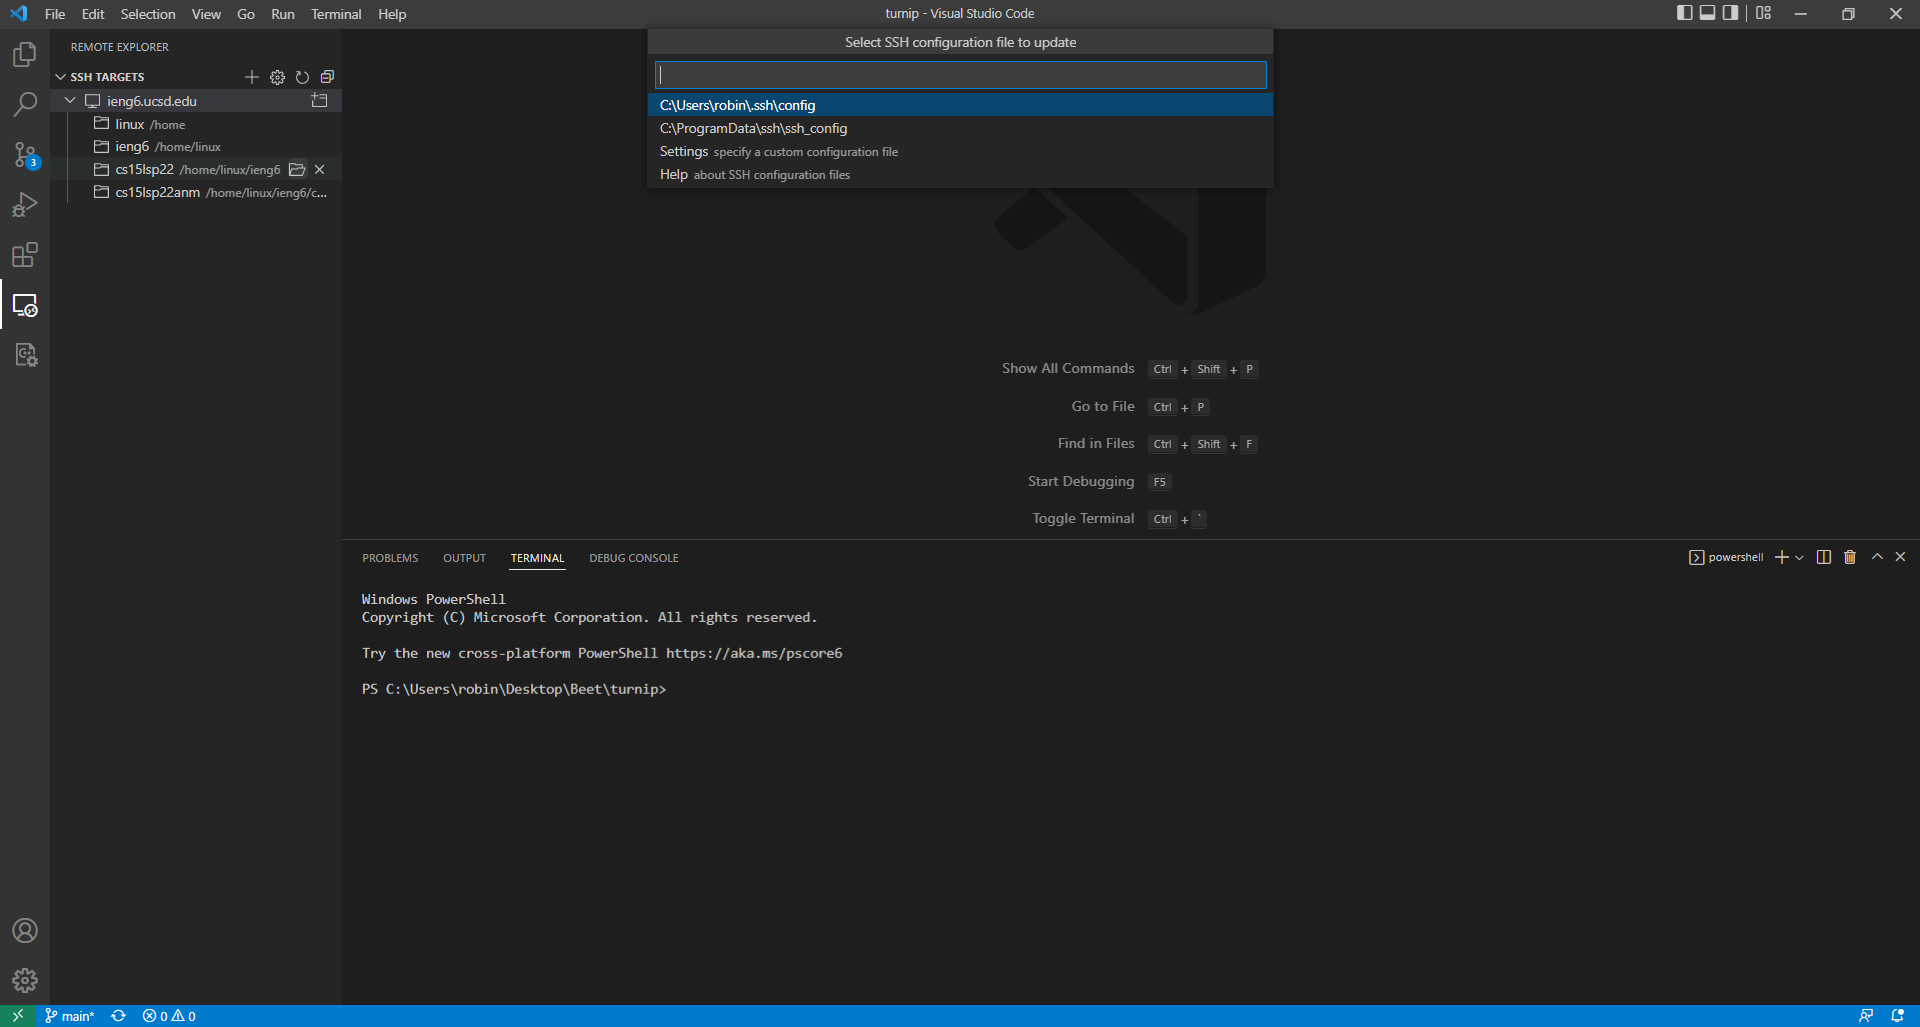 File Edit Selection View Go Run Terminal Help
turnip - Visual Studio Code
REMOTE EXPLORER
SSH TARGETS
ieng6.ucsd.edu
linux /home
ieng6 /home/linux
cs15lsp22 /home/linux/ieng6
cs15lsp22anm /home/linux/ieng6/c...
3
Select SSH configuration file to update
C:\Users\robin\.ssh\config
C:\ProgramData\ssh\ssh_config
Settings specify a custom configuration file
Help about SSH configuration files
Show All Commands Ctrl + Shift + P
Go to File Ctrl + P
Find in Files Ctrl + Shift + F
Start Debugging F5
Toggle Terminal Ctrl + `
PROBLEMS OUTPUT TERMINAL DEBUG CONSOLE
powershell
Windows PowerShell
Copyright (C) Microsoft Corporation. All rights reserved.
Try the new cross-platform PowerShell https://aka.ms/pscore6
PS C:\Users\robin\Desktop\Beet\turnip>
main* 0 0